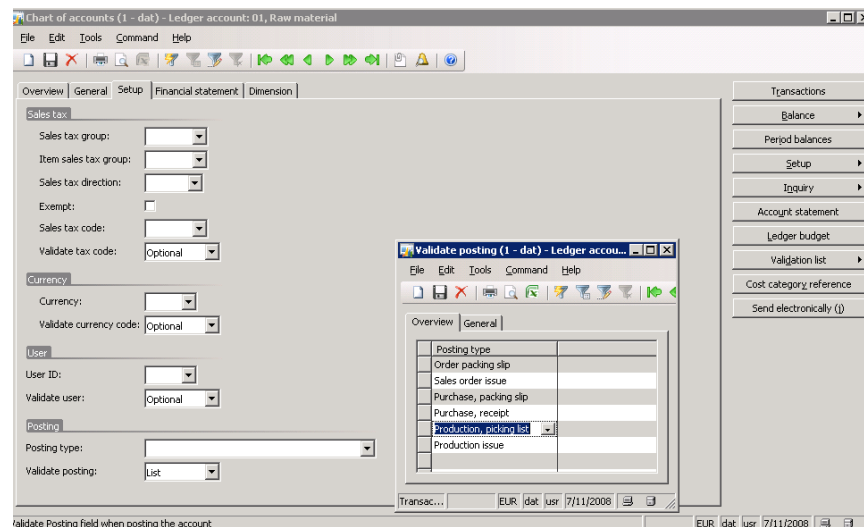 Chart of accounts (1 - dat) - Ledger account: 01, Raw material
File Edit Tools Command Help
Overview General Setup Financial statement Dimension
Sales tax
Sales tax group:
Item sales tax group:
Sales tax direction:
Exempt:
Sales tax code:
Validate tax code: Optional
Currency
Currency:
Validate currency code: Optional
User
User ID:
Validate user: Optional
Posting
Posting type:
Validate posting: List
Transactions
Balance
Period balances
Setup
Inquiry
Account statement
Ledger budget
Validation list
Cost category reference
Send electronically (j)
Validate posting (1 - dat) - Ledger accou...
File Edit Tools Command Help
Overview General
Posting type
Order packing slip
Sales order issue
Purchase, packing slip
Purchase, receipt
Production, picking list
Production issue
Transac... EUR dat usr 7/11/2008
alidate Posting field when posting the account EUR dat usr 7/11/2008